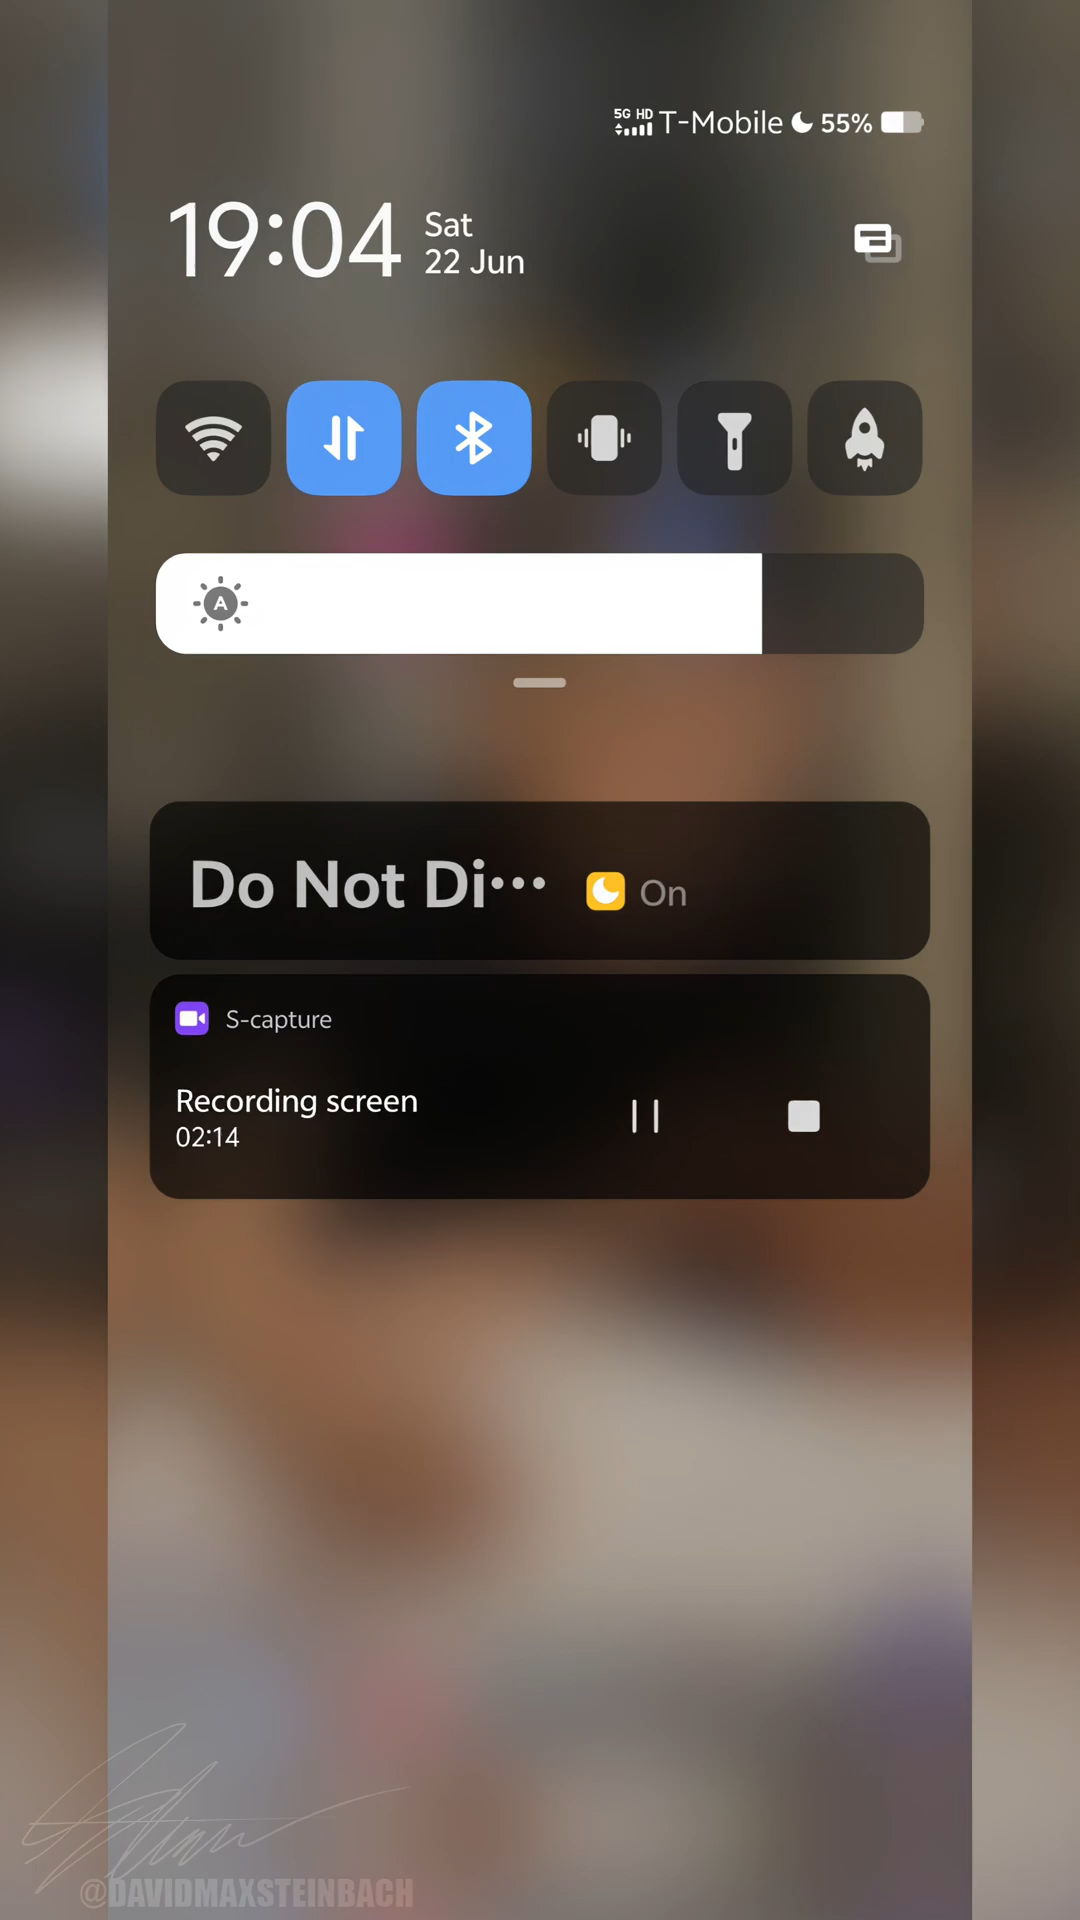 5G HD T-Mobile 55%
19:04
Sat
22 Jun
A
Do Not Di...
On
S-capture
Recording screen
02:14
@DAVIDMAXSTEINBACH